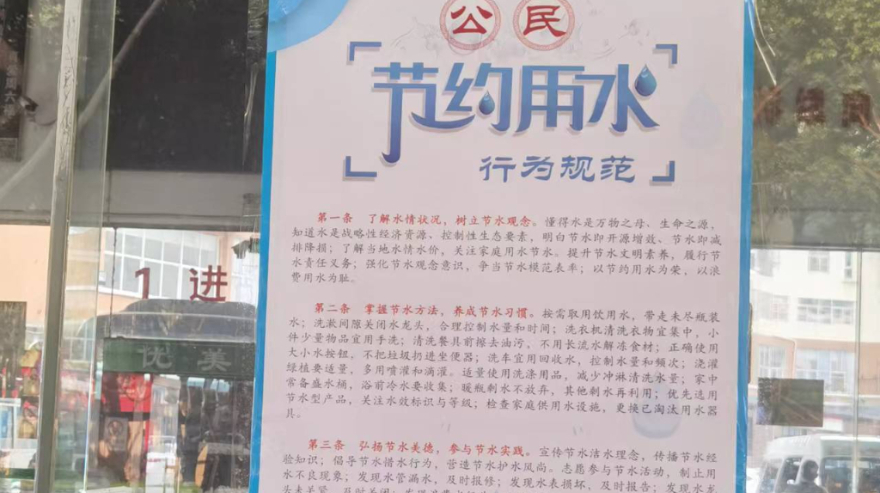 公民
节约用水
行为规范
第一条 了解水情状况，树立节水观念。懂得水是万物之母、生命之源，
知道水是战略性经济资源、控制性生态要素，明白节水即开源增效、节水即减
排降损；了解当地水情水价，关注家庭用水节水。提升节水文明素养，履行节
水责任义务；强化节水观念意识，争当节水模范表率；以节约用水为荣，以浪
费用水为耻。
第二条 掌握节水方法，养成节水习惯。按需取用饮用水，带走未尽瓶装
水；洗漱间隙关闭水龙头，合理控制水量和时间；洗衣机清洗衣物宜集中，小
件少量物品宜用手洗；清洗餐具前擦去油污，不用长流水解冻食材；正确使用
大小水按钮，不把垃圾扔进坐便器；洗车宜用回收水，控制水量和频次；浇灌
绿植要适量，多用喷灌和滴灌。适量使用洗涤用品，减少冲淋清洗水量；家中
常备盛水桶，浴前冷水要收集；暖瓶剩水不放弃，其他剩水再利用；优先选用
节水型产品，关注水效标识与等级；检查家庭供用水设施，更换已淘汰用水器
具。
第三条 弘扬节水美德，参与节水实践。宣传节水洁水理念，传播节水经
验知识；倡导节水惜水行为，营造节水护水风尚。志愿参与节水活动，制止用
水不良现象；发现水管漏水，及时报修；发现水表损坏，及时报告；发现水龙
1 进
优美